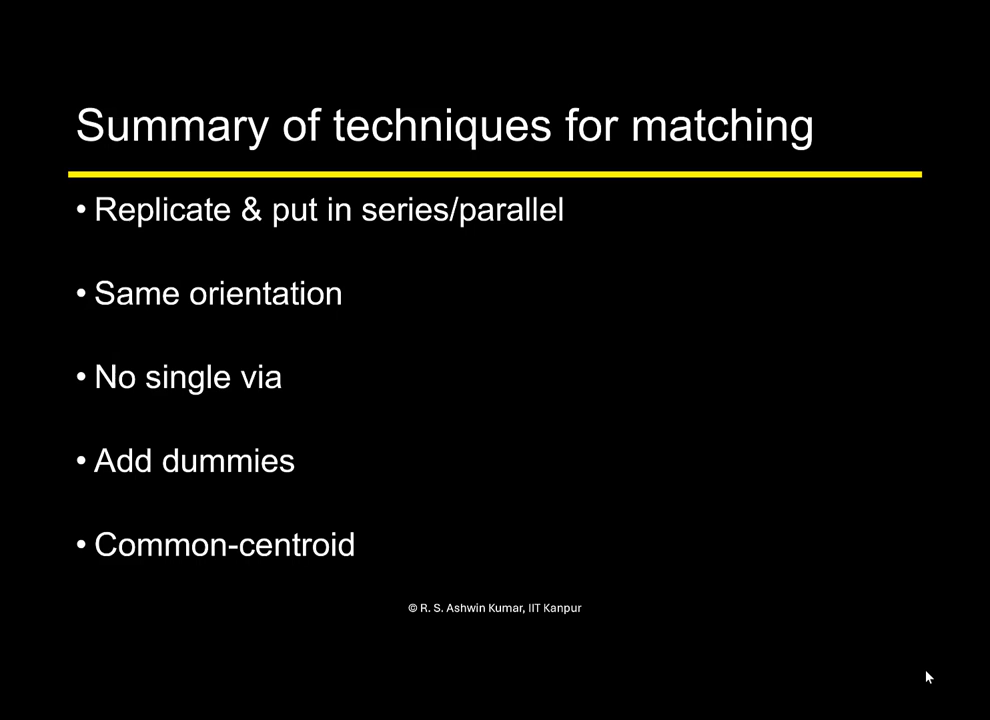 Summary of techniques for matching
• Replicate & put in series/parallel
• Same orientation
• No single via
• Add dummies
• Common-centroid
© R. S. Ashwin Kumar, IIT Kanpur